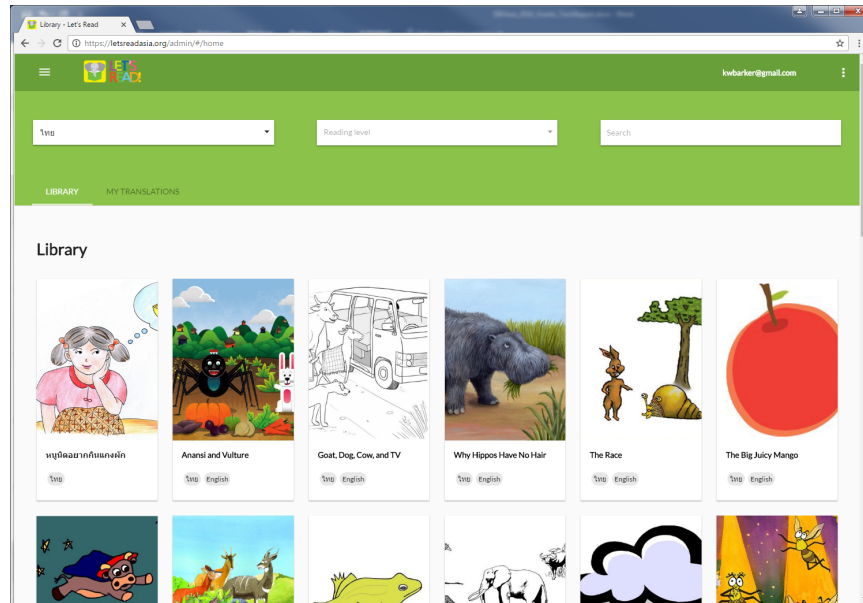 Library - Let's Read
https://letsreadasia.org/admin/#/home
LET'S
READ!
kwbarker@gmail.com
ไทย
Reading level
Search
LIBRARY
MY TRANSLATIONS
Library
หนูนิดอยากกินแกงผัก
Anansi and Vulture
Goat, Dog, Cow, and TV
Why Hippos Have No Hair
The Race
The Big Juicy Mango
ไทย
ไทย English
ไทย English
ไทย English
ไทย English
ไทย English